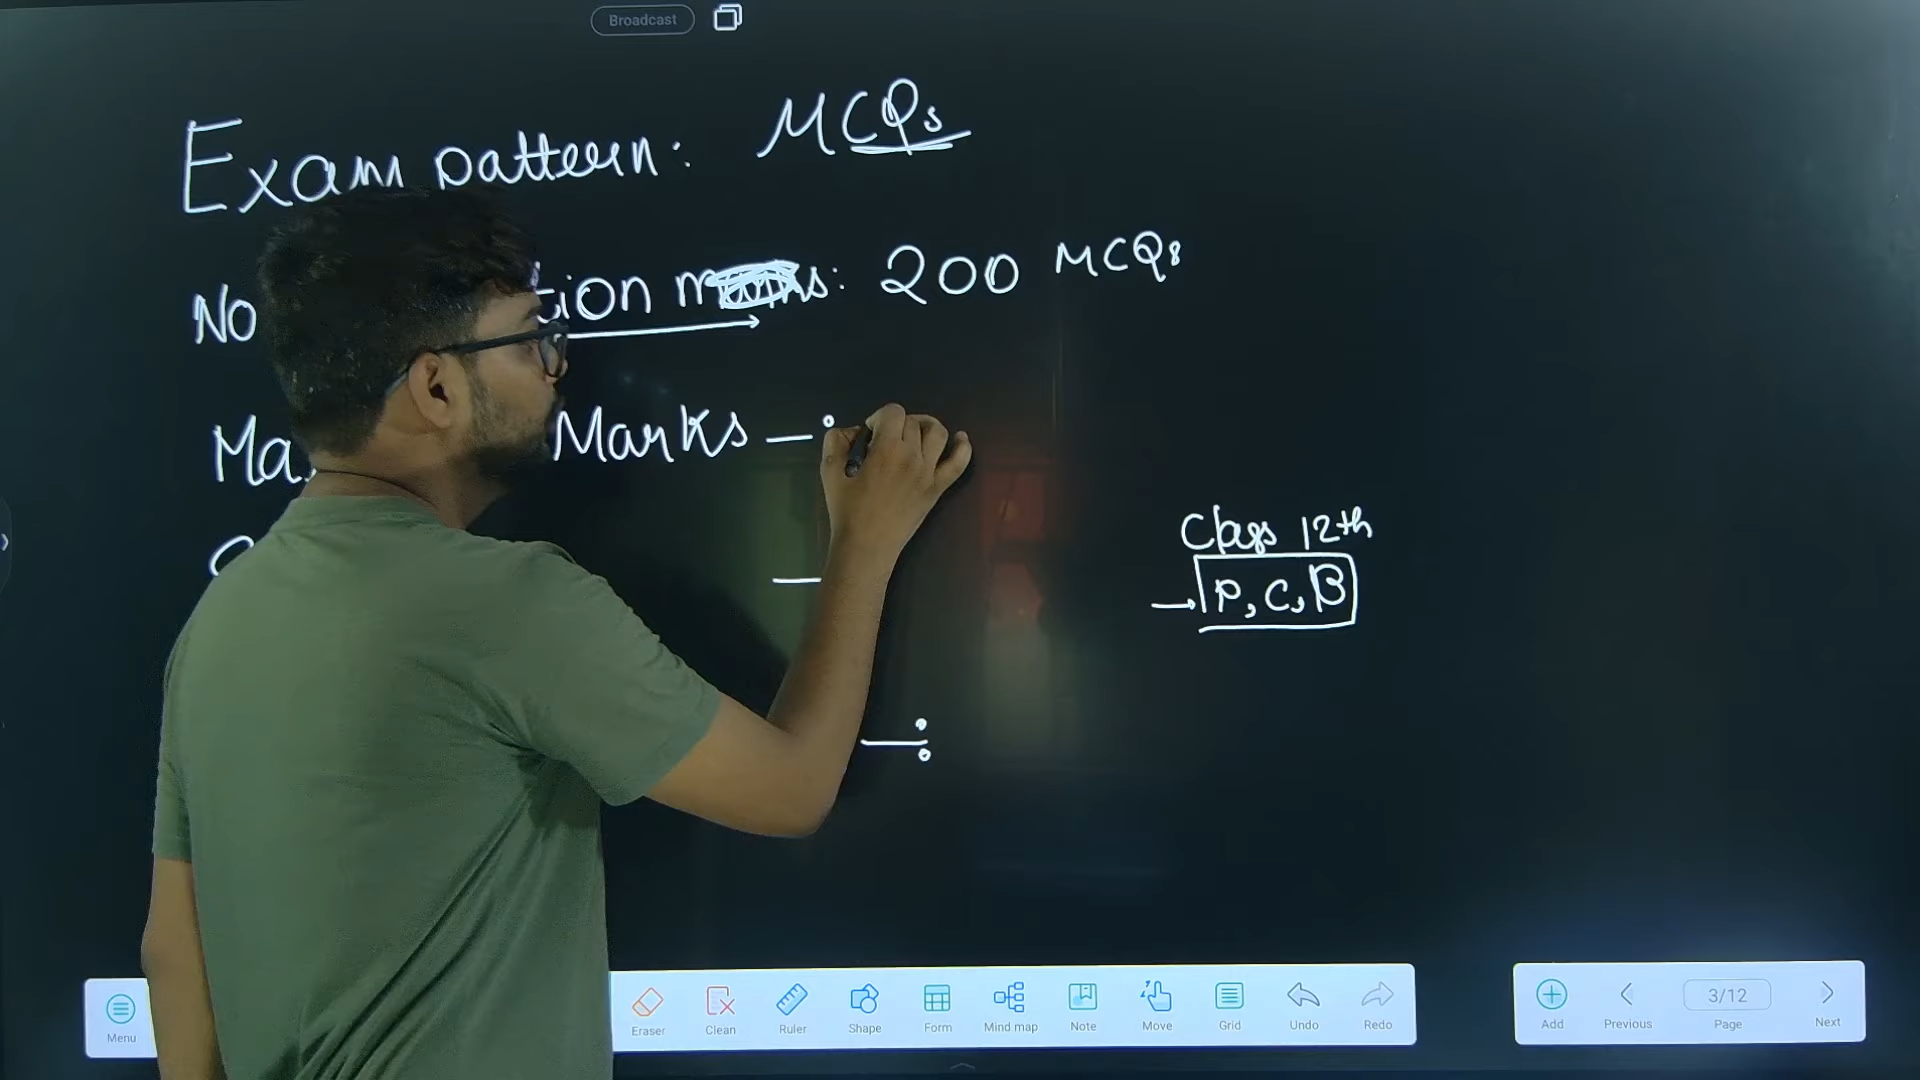 Broadcast
Exam pattern: MCQs
No tion s: 200 MCQs
Marks —:
Class 12th
→ P, C, B
Menu Eraser Clean Ruler Shape Form Mind map Note Move Grid Undo Redo
Add Previous 3/12 Page Next